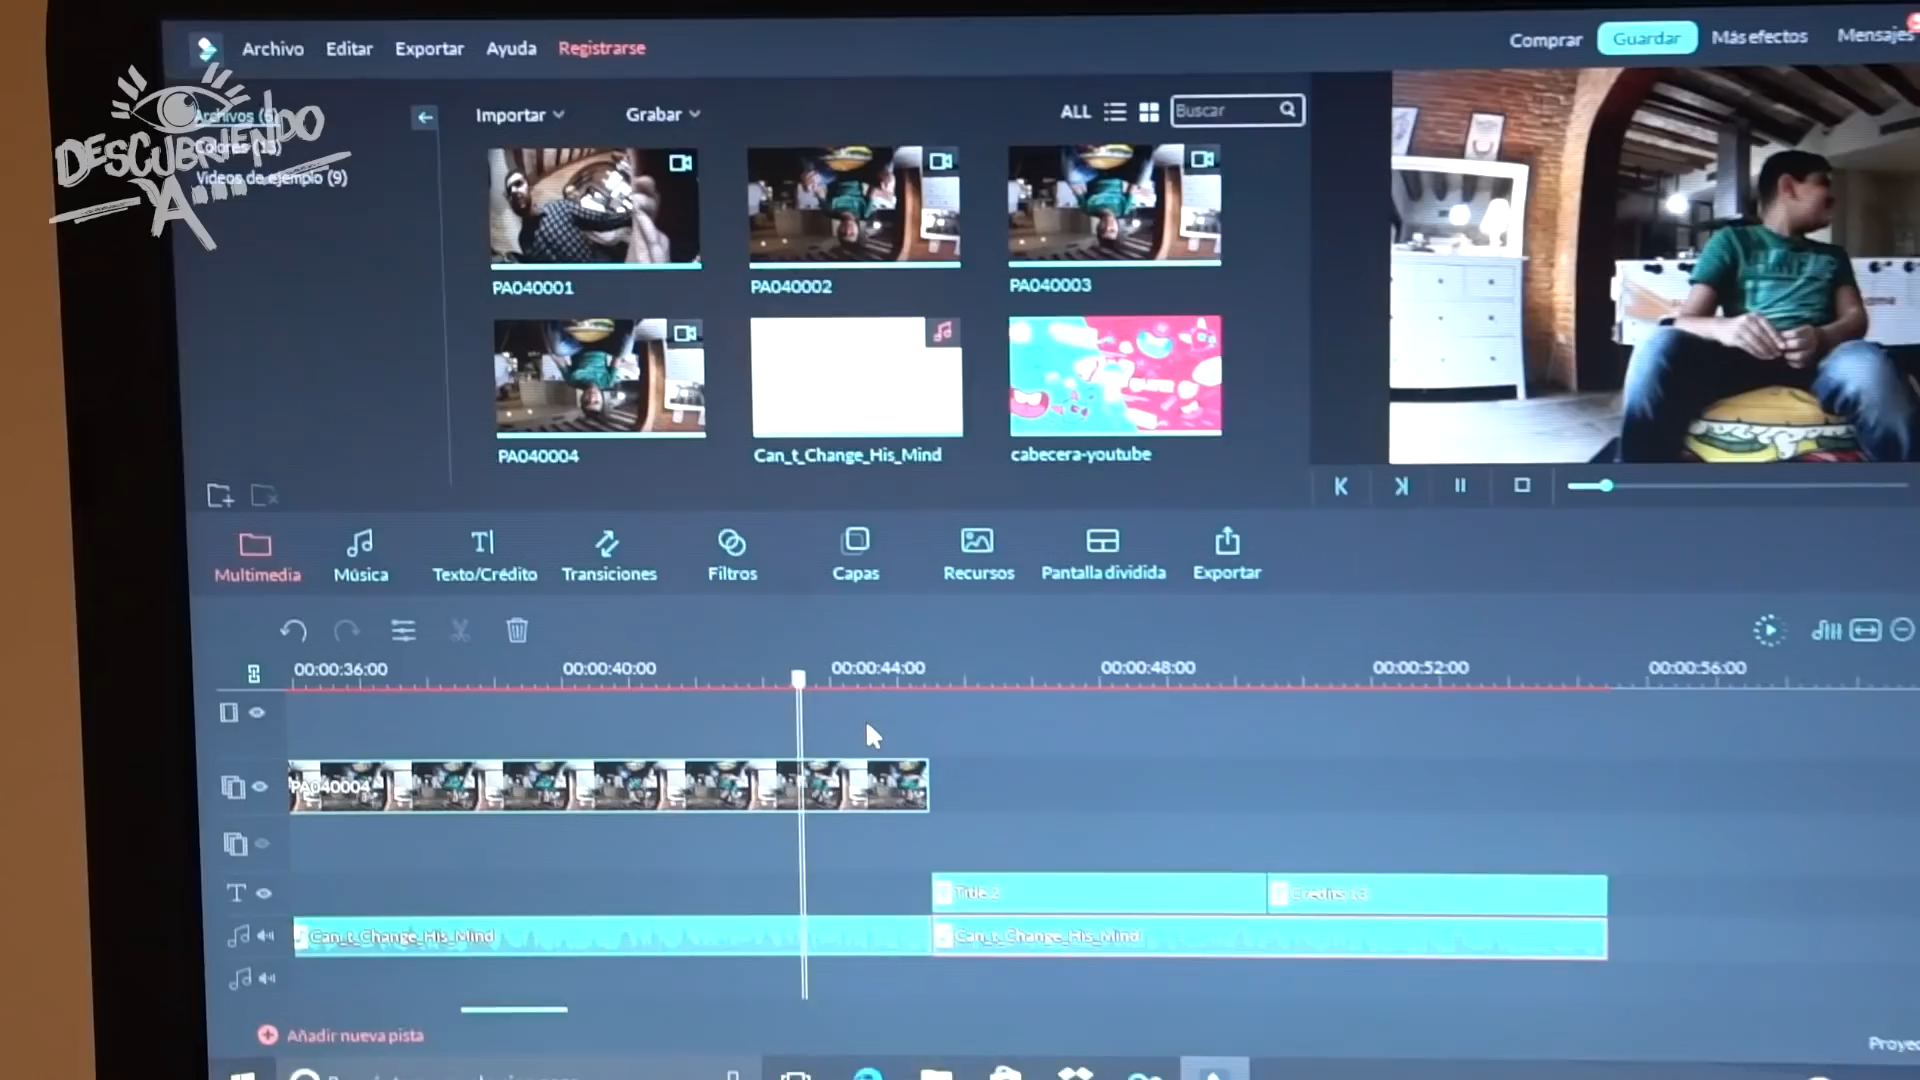 Archivo Editar Exportar Ayuda Registrarse
Comprar Guardar Más efectos Mensajes
DESCUBRIENDO
A....
Archivos (6)
Colores (13)
Videos de ejemplo (9)
Importar Grabar ALL Buscar
PA040001 PA040002 PA040003
PA040004 Can_t_Change_His_Mind cabecera-youtube
Multimedia Música Texto/Crédito Transiciones Filtros Capas Recursos Pantalla dividida Exportar
00:00:36:00 00:00:40:00 00:00:44:00 00:00:48:00 00:00:52:00 00:00:56:00
PA040004
T Title 2 Credits 13
Can_t_Change_His_Mind Can_t_Change_His_Mind
Añadir nueva pista
Proyec